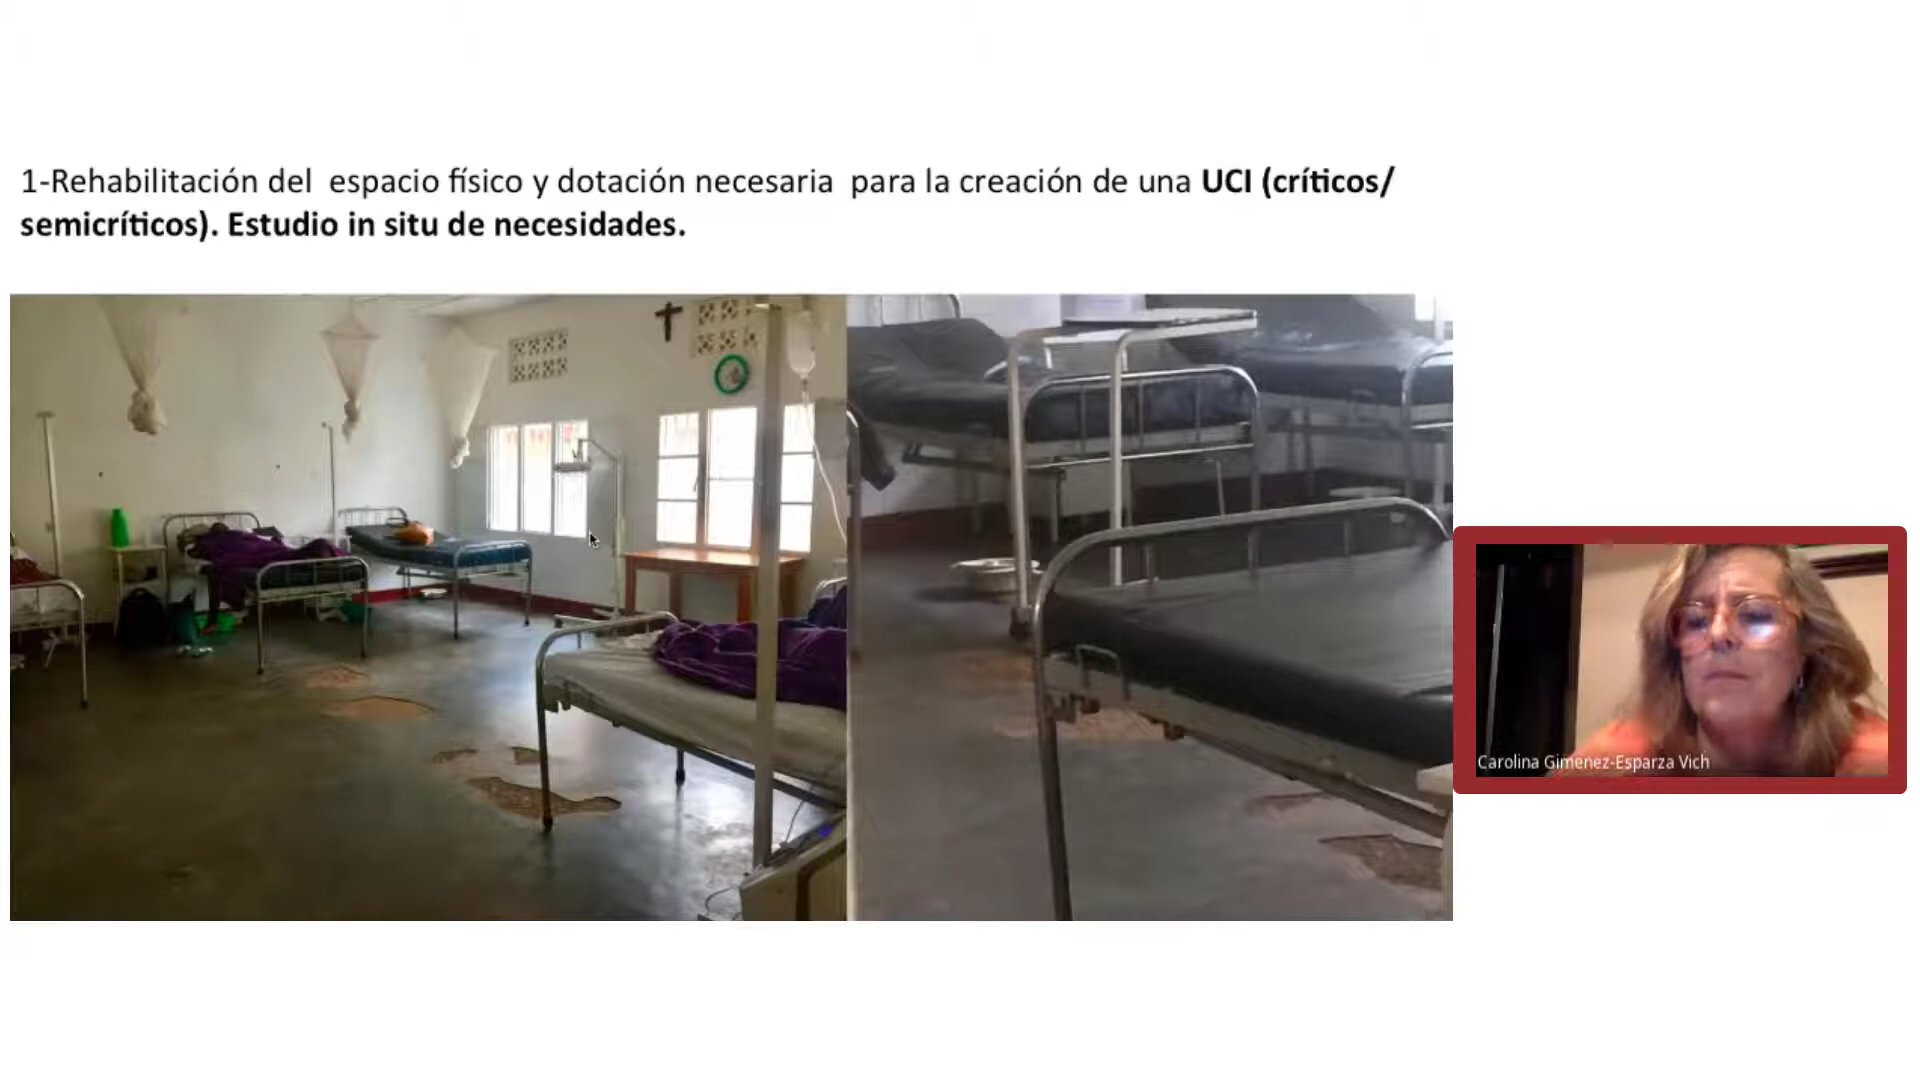 1-Rehabilitación del espacio físico y dotación necesaria para la creación de una UCI (críticos/
semicríticos). Estudio in situ de necesidades.
Carolina Gimenez-Esparza Vich